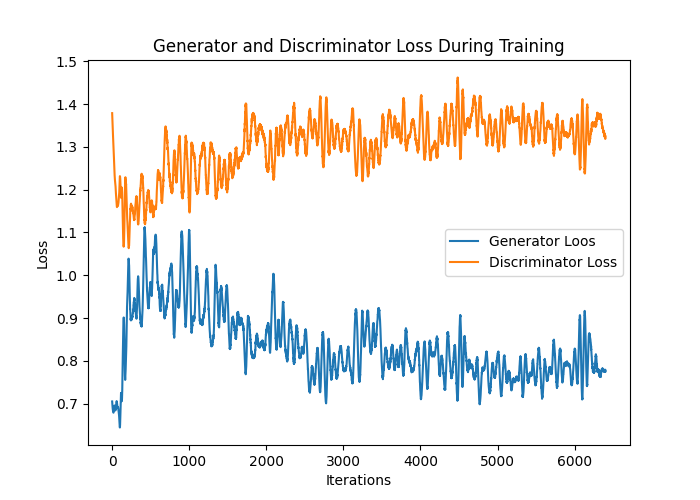 Generator and Discriminator Loss During Training
1.5
1.4
1.3
1.2
1.1
1.0
0.9
0.8
0.7
Loss
Generator Loos
Discriminator Loss
0 1000 2000 3000 4000 5000 6000
Iterations